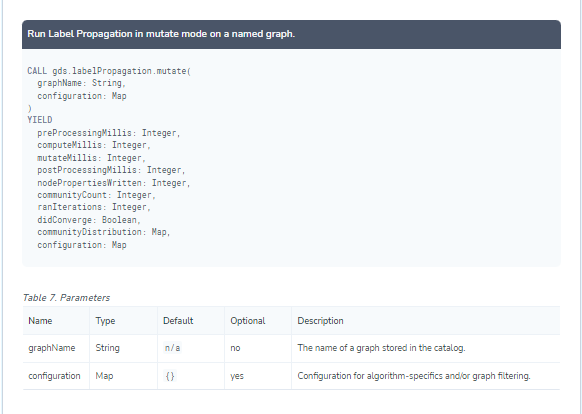 Run Label Propagation in mutate mode on a named graph.
CALL gds.labelPropagation.mutate(
  graphName: String,
  configuration: Map
)
YIELD
  preProcessingMillis: Integer,
  computeMillis: Integer,
  mutateMillis: Integer,
  postProcessingMillis: Integer,
  nodePropertiesWritten: Integer,
  communityCount: Integer,
  ranIterations: Integer,
  didConverge: Boolean,
  communityDistribution: Map,
  configuration: Map
Table 7. Parameters
Name Type Default Optional Description
graphName String n/a no The name of a graph stored in the catalog.
configuration Map {} yes Configuration for algorithm-specifics and/or graph filtering.